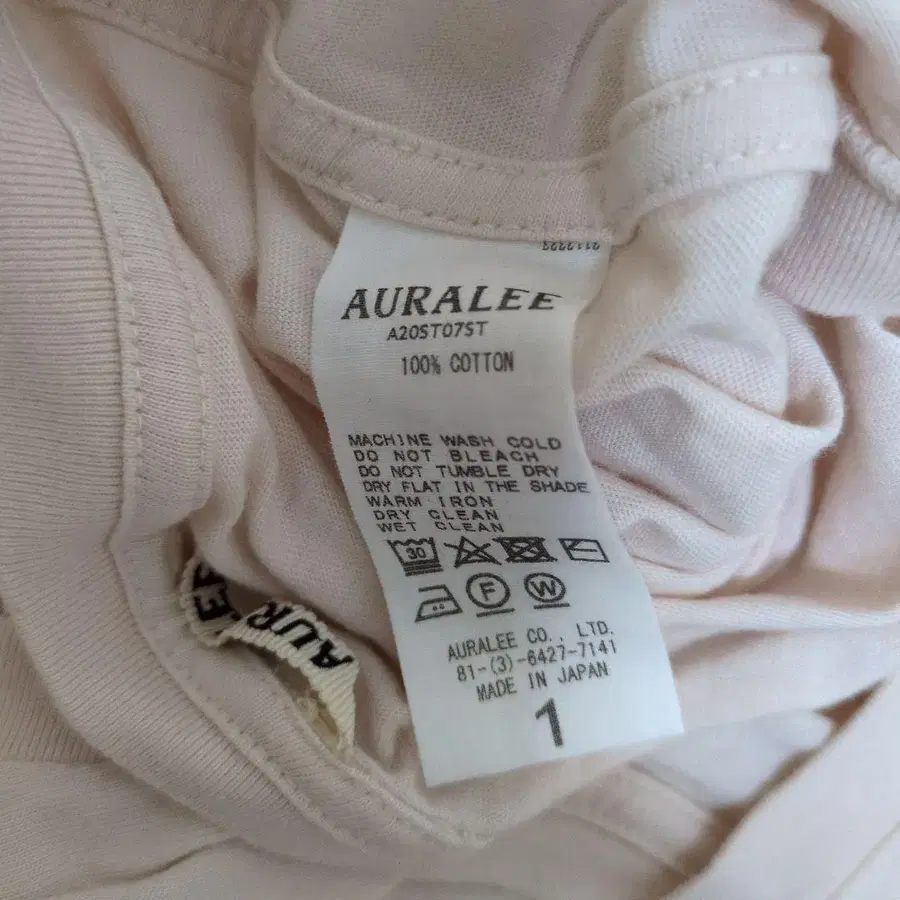 AURALEE
A20ST07ST
100% COTTON
MACHINE WASH COLD
DO NOT BLEACH
DO NOT TUMBLE DRY
DRY FLAT IN THE SHADE
WARM IRON
DRY CLEAN
WET CLEAN
30
F
W
AURALEE CO., LTD.
81-(3)-6427-7141
MADE IN JAPAN
1